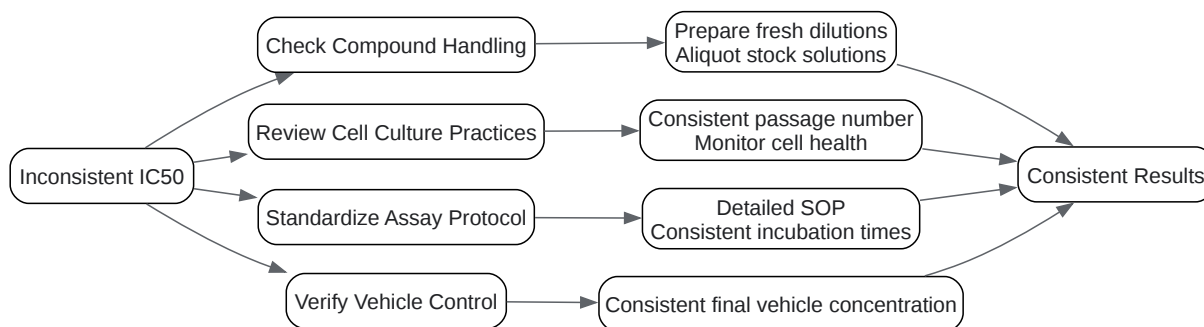 Inconsistent IC50
Check Compound Handling
Prepare fresh dilutions
Aliquot stock solutions
Review Cell Culture Practices
Consistent passage number
Monitor cell health
Standardize Assay Protocol
Detailed SOP
Consistent incubation times
Verify Vehicle Control
Consistent final vehicle concentration
Consistent Results